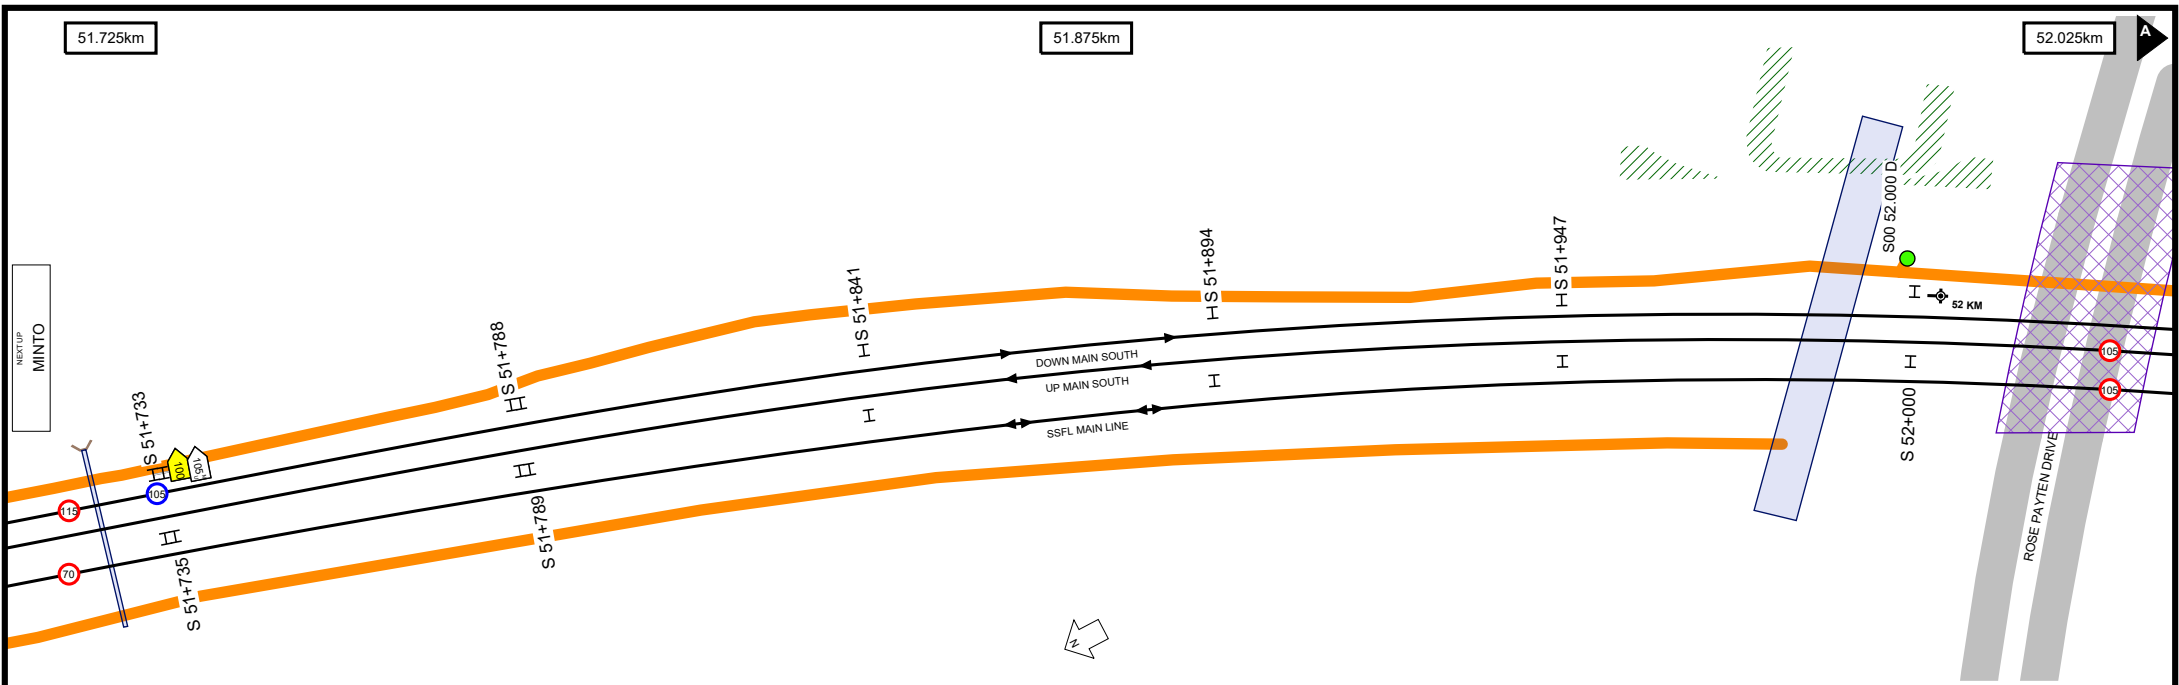 51.725km
51.875km
52.025km
A
NEXT UP
MINTO
S 51+733
S 51+788
S 51+841
S 51+894
S 51+947
S00 52.000 D
52 KM
100
105
105
115
70
DOWN MAIN SOUTH
UP MAIN SOUTH
SSFL MAIN LINE
105
105
S 51+735
S 51+789
S 52+000
ROSE PAYTEN DRIVE
N